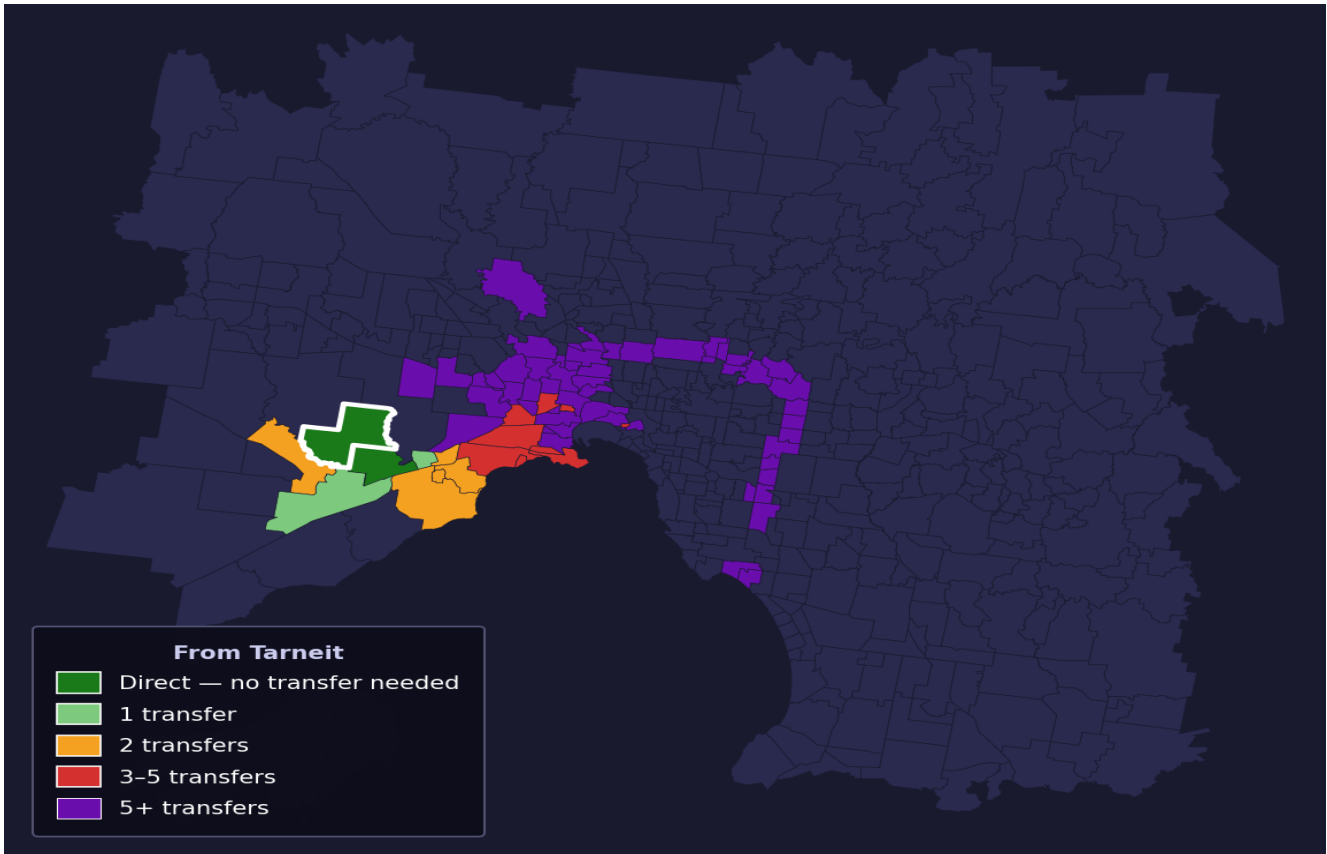 From Tarneit
Direct — no transfer needed
1 transfer
2 transfers
3–5 transfers
5+ transfers